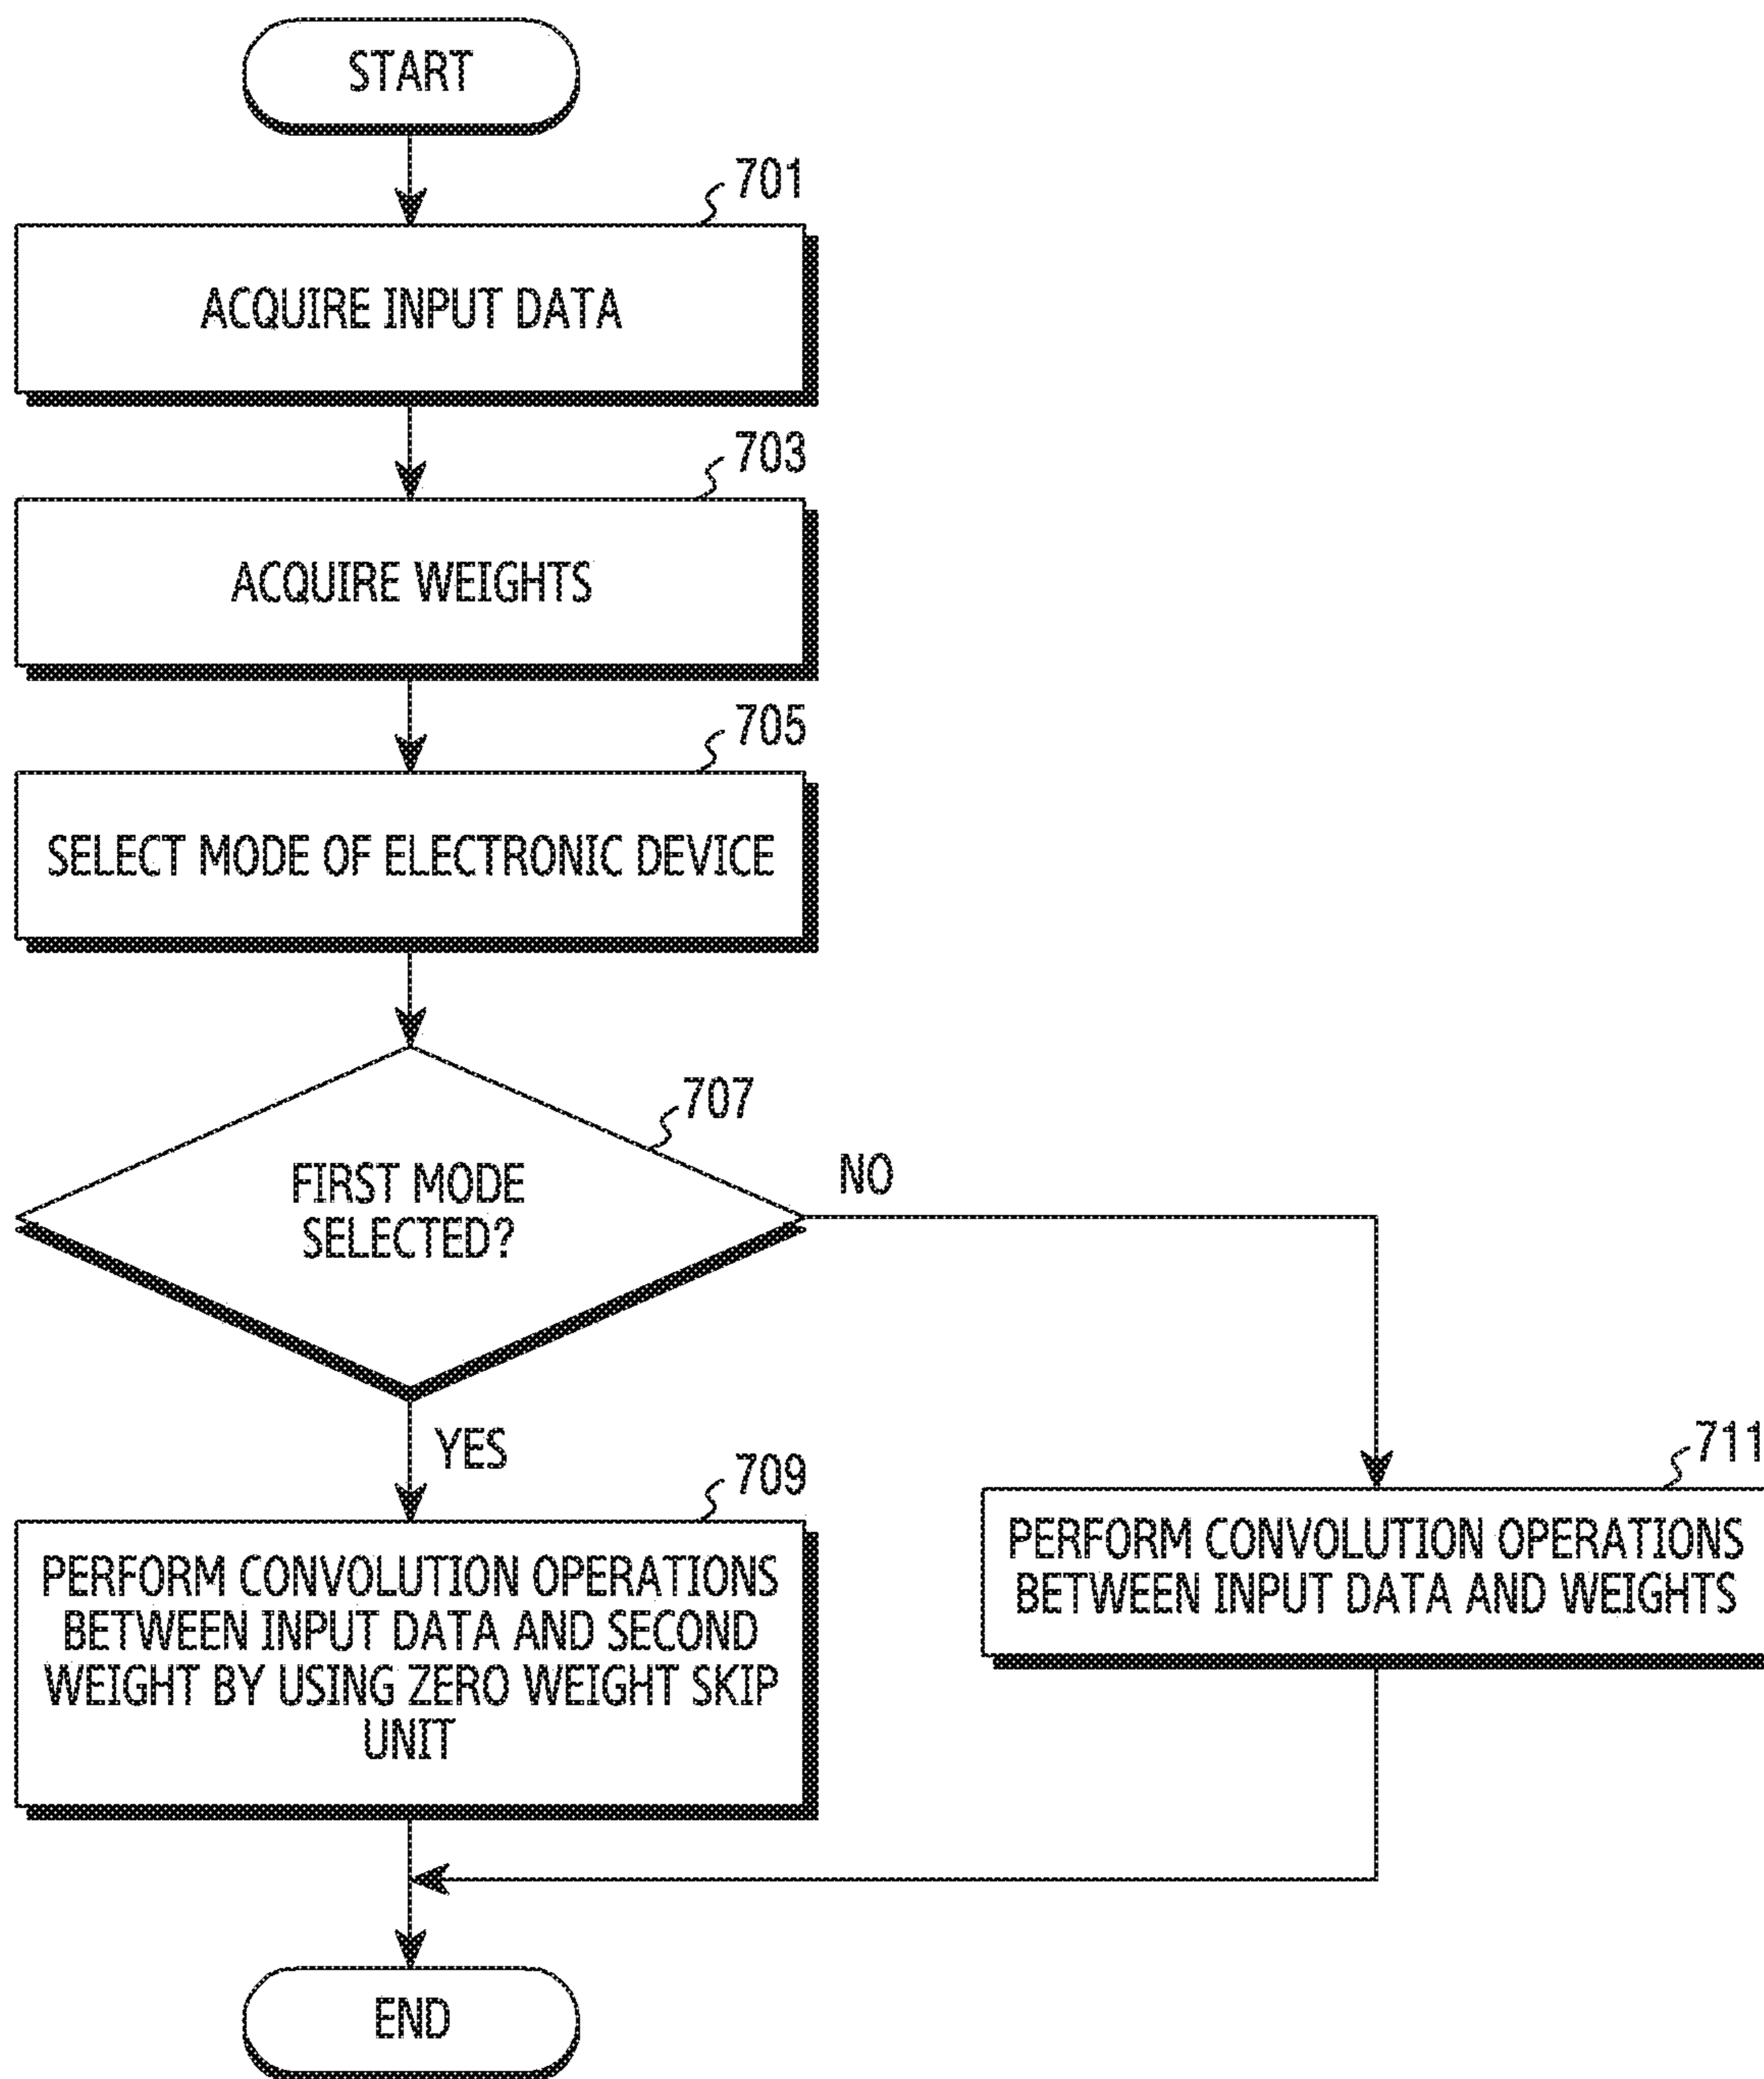 START
701
ACQUIRE INPUT DATA
703
ACQUIRE WEIGHTS
705
SELECT MODE OF ELECTRONIC DEVICE
707
FIRST MODE
SELECTED?
NO
YES
709
PERFORM CONVOLUTION OPERATIONS
BETWEEN INPUT DATA AND SECOND
WEIGHT BY USING ZERO WEIGHT SKIP
UNIT
711
PERFORM CONVOLUTION OPERATIONS
BETWEEN INPUT DATA AND WEIGHTS
END